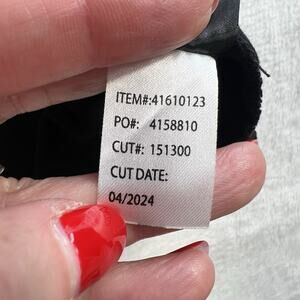 ITEM#:41610123
PO#: 4158810
CUT#: 151300
CUT DATE:
04/2024